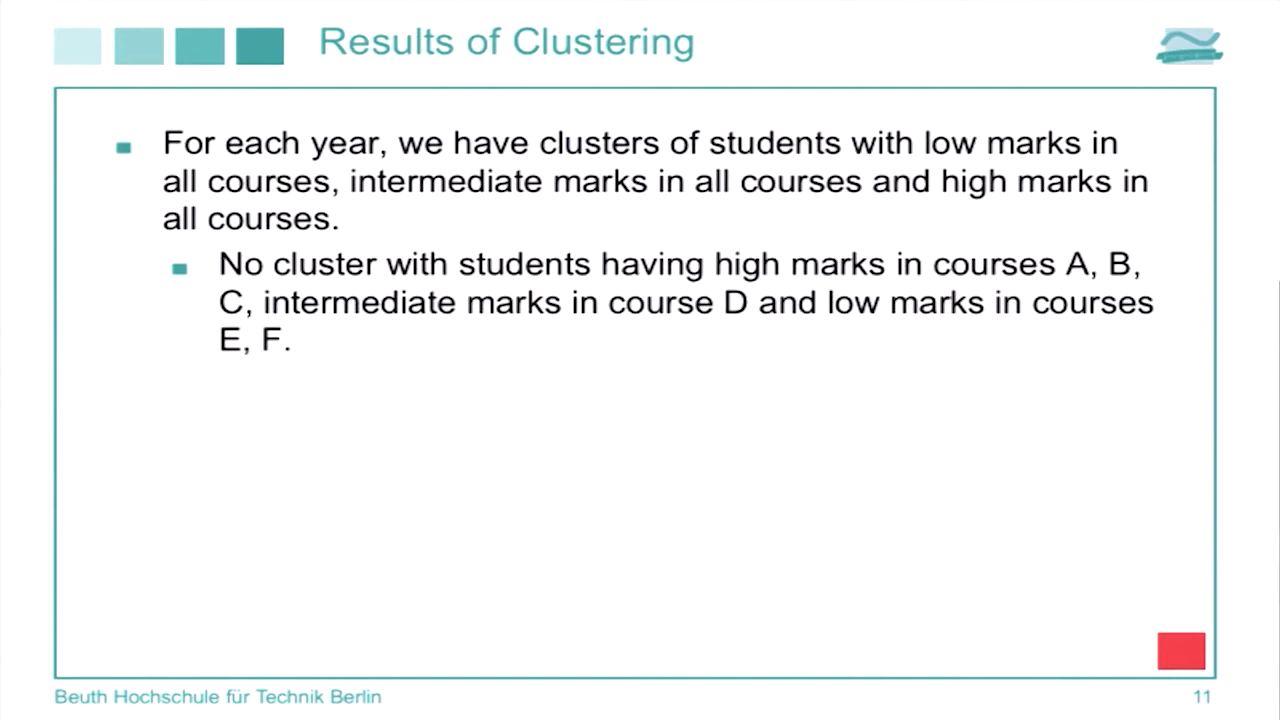 Results of Clustering
For each year, we have clusters of students with low marks in
all courses, intermediate marks in all courses and high marks in
all courses.
No cluster with students having high marks in courses A, B,
C, intermediate marks in course D and low marks in courses
E, F.
Beuth Hochschule für Technik Berlin
11